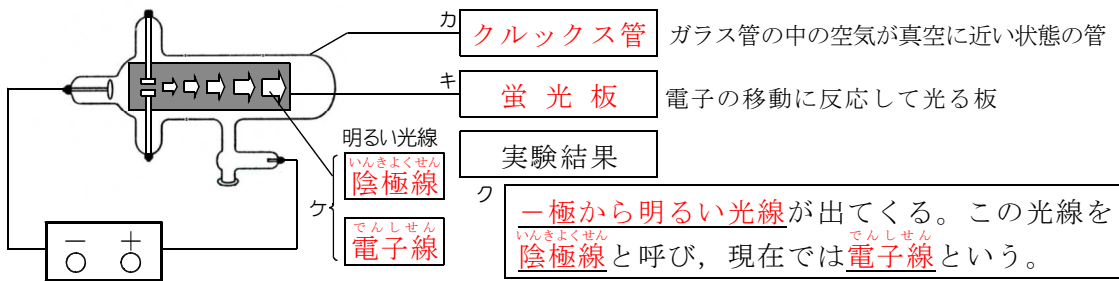 カ クルックス管 ガラス管の中の空気が真空に近い状態の管
キ 蛍光板 電子の移動に反応して光る板
明るい光線
実験結果
ケ
いんきよくせん
陰極線
でんしせん
電子線
ク
－極から明るい光線が出てくる。この光線を
いんきよくせん でんしせん
陰極線と呼び，現在では電子線という。
－ ＋